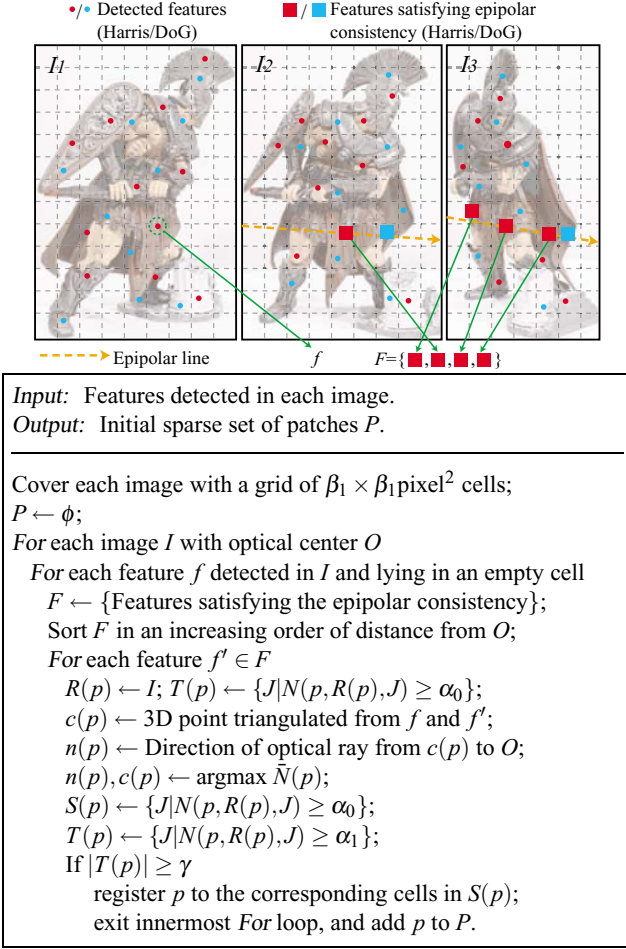 •/• Detected features
(Harris/DoG)
■ / ■ Features satisfying epipolar
consistency (Harris/DoG)
I1
I2
I3
Epipolar line
f
F={■,■,■,■}
Input: Features detected in each image.
Output: Initial sparse set of patches P.
Cover each image with a grid of β₁ × β₁pixel² cells;
P ← ϕ;
For each image I with optical center O
For each feature f detected in I and lying in an empty cell
F ← {Features satisfying the epipolar consistency};
Sort F in an increasing order of distance from O;
For each feature f′ ∈ F
R(p) ← I; T(p) ← {J|N(p,R(p),J) ≥ α₀};
c(p) ← 3D point triangulated from f and f′;
n(p) ← Direction of optical ray from c(p) to O;
n(p),c(p) ← argmax N̄(p);
S(p) ← {J|N(p,R(p),J) ≥ α₀};
T(p) ← {J|N(p,R(p),J) ≥ α₁};
If |T(p)| ≥ γ
register p to the corresponding cells in S(p);
exit innermost For loop, and add p to P.